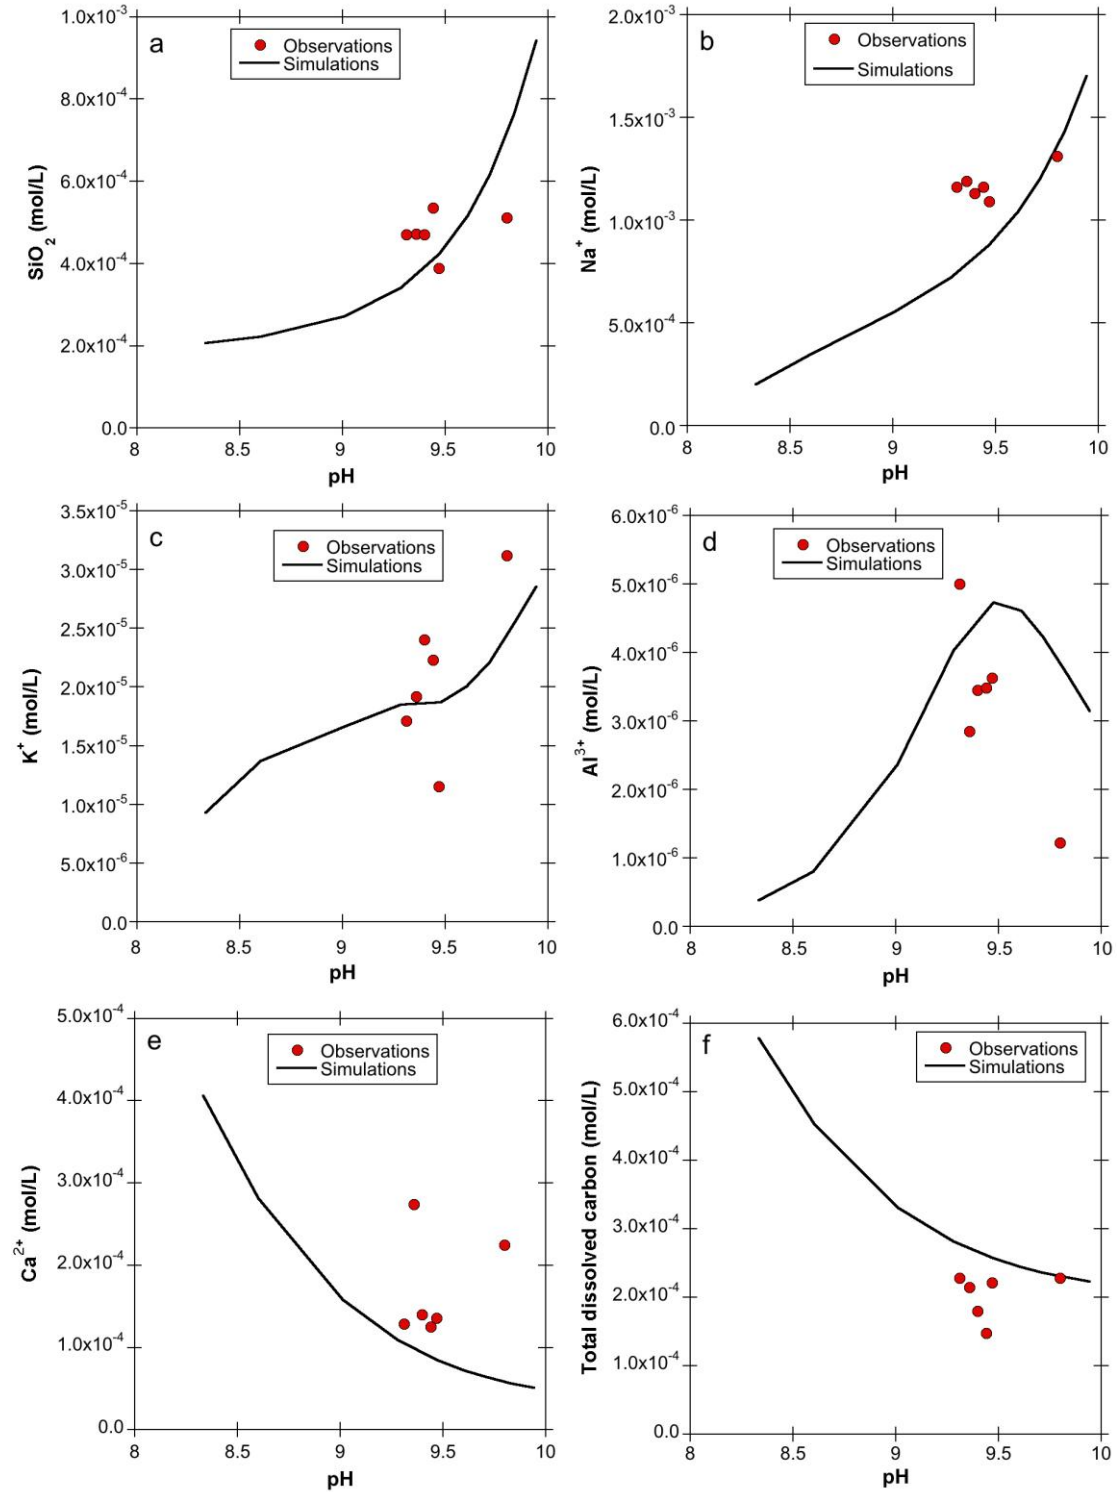 a
Observations
Simulations
1.0x10-3
8.0x10-4
6.0x10-4
4.0x10-4
2.0x10-4
0.0
SiO2 (mol/L)
8 8.5 9 9.5 10
pH
b
Observations
Simulations
2.0x10-3
1.5x10-3
1.0x10-3
5.0x10-4
0.0
Na+ (mol/L)
8 8.5 9 9.5 10
pH
c
Observations
Simulations
3.5x10-5
3.0x10-5
2.5x10-5
2.0x10-5
1.5x10-5
1.0x10-5
5.0x10-6
0.0
K+ (mol/L)
8 8.5 9 9.5 10
pH
d
Observations
Simulations
6.0x10-6
5.0x10-6
4.0x10-6
3.0x10-6
2.0x10-6
1.0x10-6
0.0
Al3+ (mol/L)
8 8.5 9 9.5 10
pH
e
Observations
Simulations
5.0x10-4
4.0x10-4
3.0x10-4
2.0x10-4
1.0x10-4
0.0
Ca2+ (mol/L)
8 8.5 9 9.5 10
pH
f
Observations
Simulations
6.0x10-4
5.0x10-4
4.0x10-4
3.0x10-4
2.0x10-4
1.0x10-4
0.0
Total dissolved carbon (mol/L)
8 8.5 9 9.5 10
pH